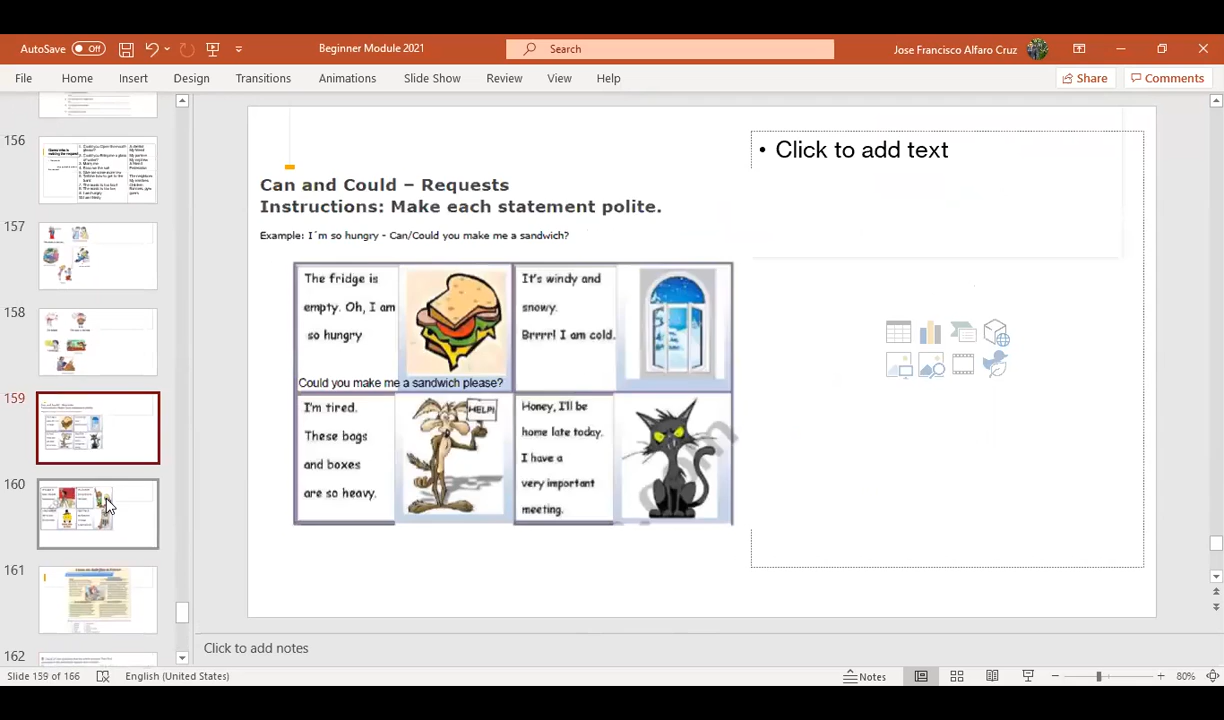 AutoSave Off Beginner Module 2021 Search Jose Francisco Alfaro Cruz
File Home Insert Design Transitions Animations Slide Show Review View Help Share Comments
156
157
158
159
160
161
162
• Click to add text
Can and Could – Requests
Instructions: Make each statement polite.
Example: I´m so hungry - Can/Could you make me a sandwich?
The fridge is
empty. Oh, I am
so hungry
Could you make me a sandwich please?
It's windy and
snowy.
Brrrr! I am cold.
I'm tired.
These bags
and boxes
are so heavy.
HELP!
Honey, I'll be
home late today.
I have a
very important
meeting.
Click to add notes
Slide 159 of 166 English (United States) Notes 80%